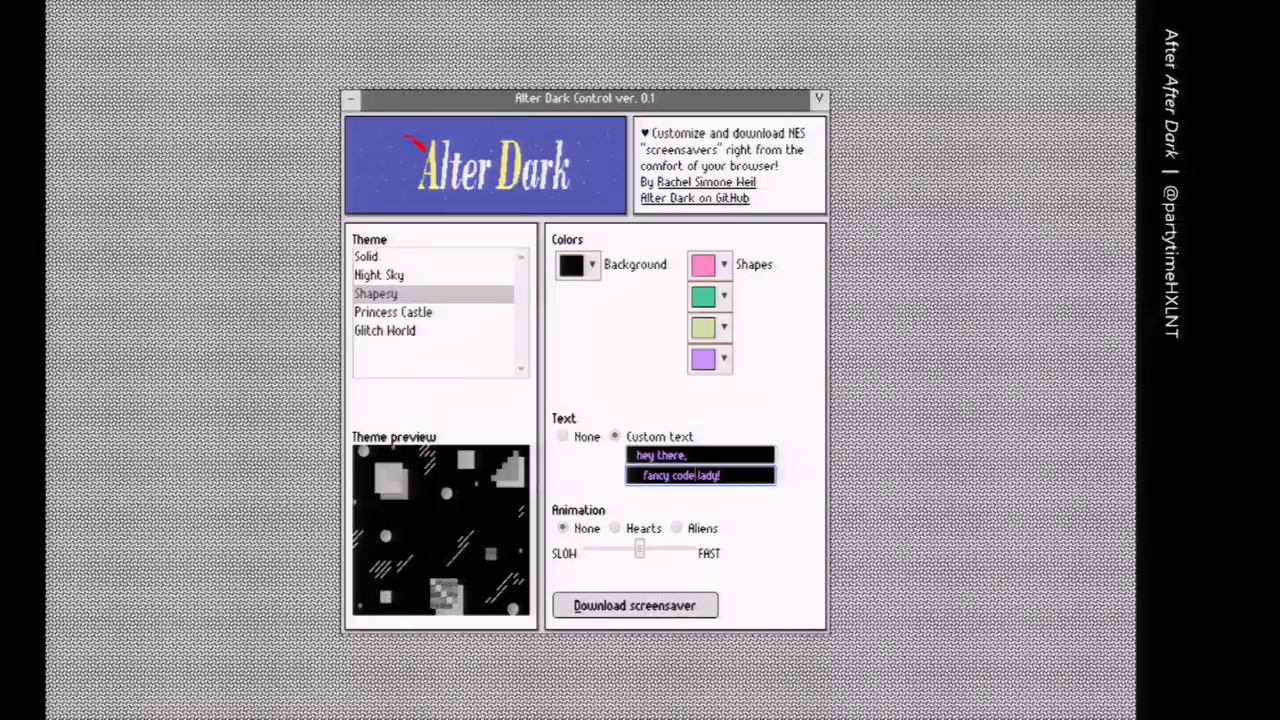 Alter Dark Control ver. 0.1
Alter Dark
♥ Customize and download NES
"screensavers" right from the
comfort of your browser!
By Rachel Simone Weil
Alter Dark on GitHub
Theme
Solid
Night Sky
Shapesy
Princess Castle
Glitch World
Theme preview
Colors
Background
Shapes
Text
None
Custom text
hey there,
fancy code lady!
Animation
None
Hearts
Aliens
SLOW
FAST
Download screensaver
After After Dark | @partytimeHXLNT